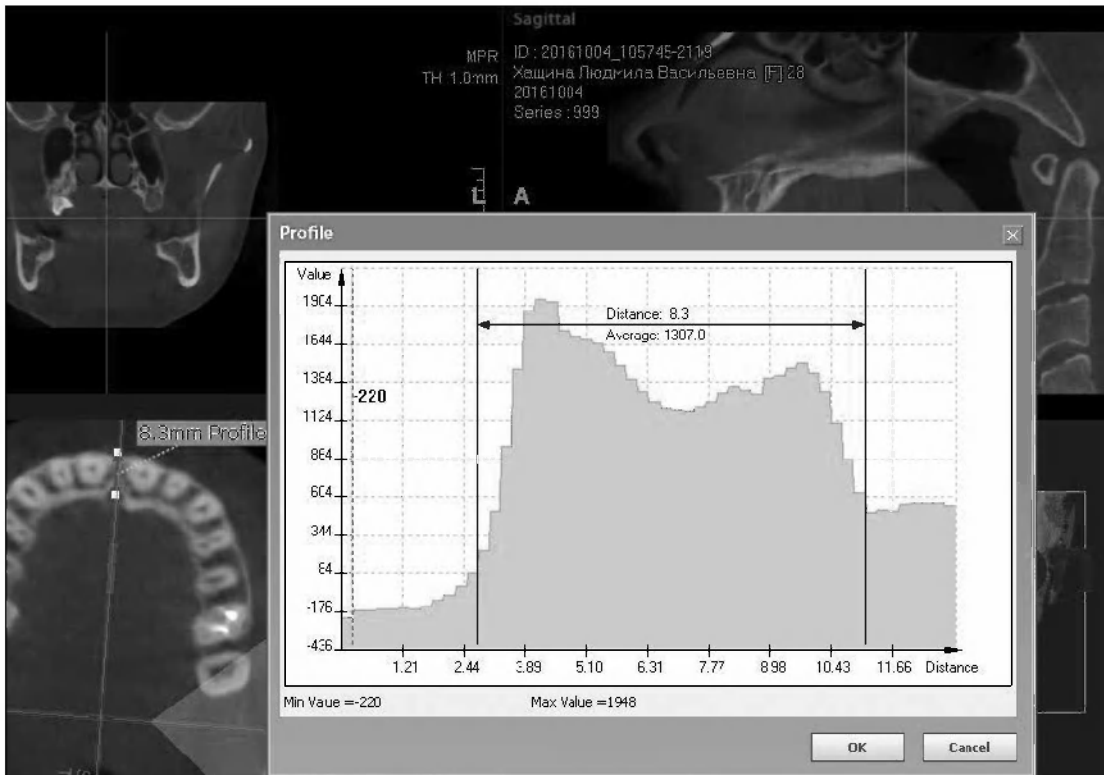 Sagittal
MPR
TH 1.0mm
ID : 20161004_105745-2119
Хащина Людмила Васильевна [F] 28
20161004
Series : 999
L
A
Profile
Value
1904
1644
1384
1124
864
604
344
84
-176
-436
-220
Distance: 8.3
Average: 1307.0
1.21 2.44 3.89 5.10 6.31 7.77 8.98 10.43 11.66 Distance
Min Vaue =-220 Max Value =1948
OK Cancel
8.3mm Profile